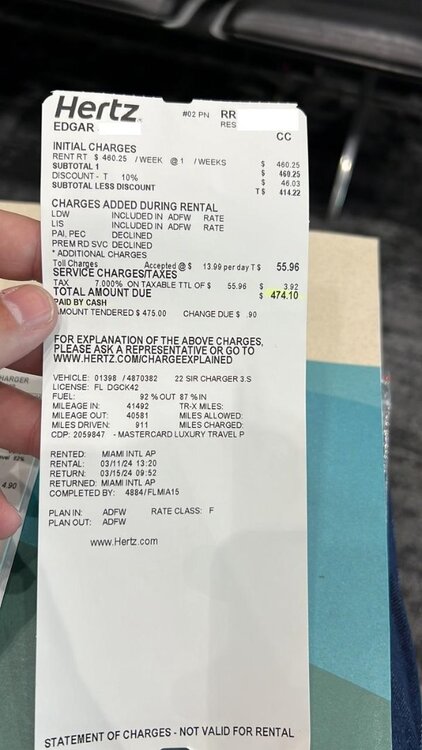 Hertz #02 PN RR
EDGAR RES
CC
INITIAL CHARGES
RENT RT $ 460.25 /WEEK @ 1 / WEEKS $ 460.25
SUBTOTAL 1 $ 460.25
DISCOUNT - T 10% $ 46.03
SUBTOTAL LESS DISCOUNT T $ 414.22
CHARGES ADDED DURING RENTAL
LDW INCLUDED IN ADFW RATE
LIS INCLUDED IN ADFW RATE
PAI, PEC DECLINED
PREM RD SVC DECLINED
* ADDITIONAL CHARGES
Toll Charges Accepted @ $ 13.99 per day T $ 55.96
SERVICE CHARGES/TAXES
TAX 7.000% ON TAXABLE TTL OF $ 55.96 $ 3.92
TOTAL AMOUNT DUE $ 474.10
PAID BY CASH
AMOUNT TENDERED $ 475.00 CHANGE DUE $ .90
FOR EXPLANATION OF THE ABOVE CHARGES,
PLEASE ASK A REPRESENTATIVE OR GO TO
WWW.HERTZ.COM/CHARGEEXPLAINED
VEHICLE: 01398 / 4870382 22 SIR CHARGER 3.S
LICENSE: FL DGCK42
FUEL: 92 % OUT 87 % IN
MILEAGE IN: 41492 TR-X MILES:
MILEAGE OUT: 40581 MILES ALLOWED:
MILES DRIVEN: 911 MILES CHARGED:
CDP: 2059847 - MASTERCARD LUXURY TRAVEL P
RENTED: MIAMI INTL AP
RENTAL: 03/11/24 13:20
RETURN: 03/15/24 09:52
RETURNED: MIAMI INTL AP
COMPLETED BY: 4884/FLMIA15
PLAN IN: ADFW RATE CLASS: F
PLAN OUT: ADFW
www.Hertz.com
STATEMENT OF CHARGES - NOT VALID FOR RENTAL
HARGER
4.90